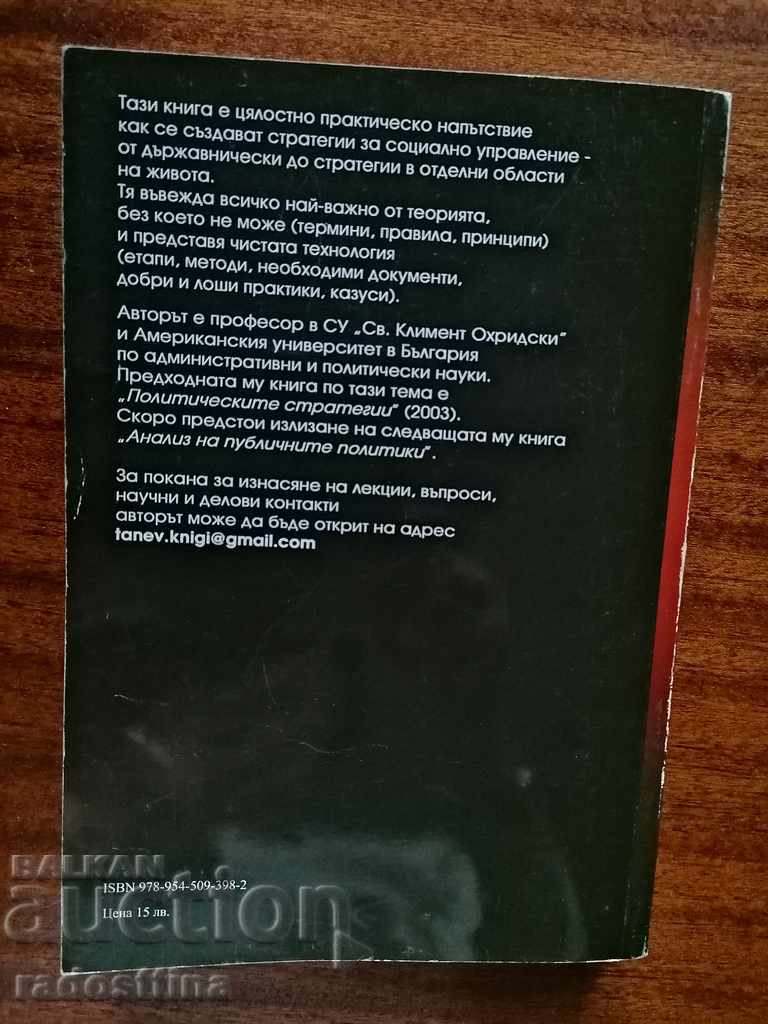 Тази книга е цялостно практическо напътствие
как се създават стратегии за социално управление -
от държавнически до стратегии в отделни области
на живота.
Тя въвежда всичко най-важно от теорията,
без което не може (термини, правила, принципи)
и представя чистата технология
(етапи, методи, необходими документи,
добри и лоши практики, казуси).
Авторът е професор в СУ „Св. Климент Охридски"
и Американския университет в България
по административни и политически науки.
Предходната му книга по тази тема е
„Политическите стратегии" (2003).
Скоро предстои излизане на следващата му книга
„Анализ на публичните политики".
За покана за изнасяне на лекции, въпроси,
научни и делови контакти
авторът може да бъде открит на адрес
tanev.knigi@gmail.com
BALKAN
auction
ISBN 978-954-509-398-2
Цена 15 лв.
radosttina